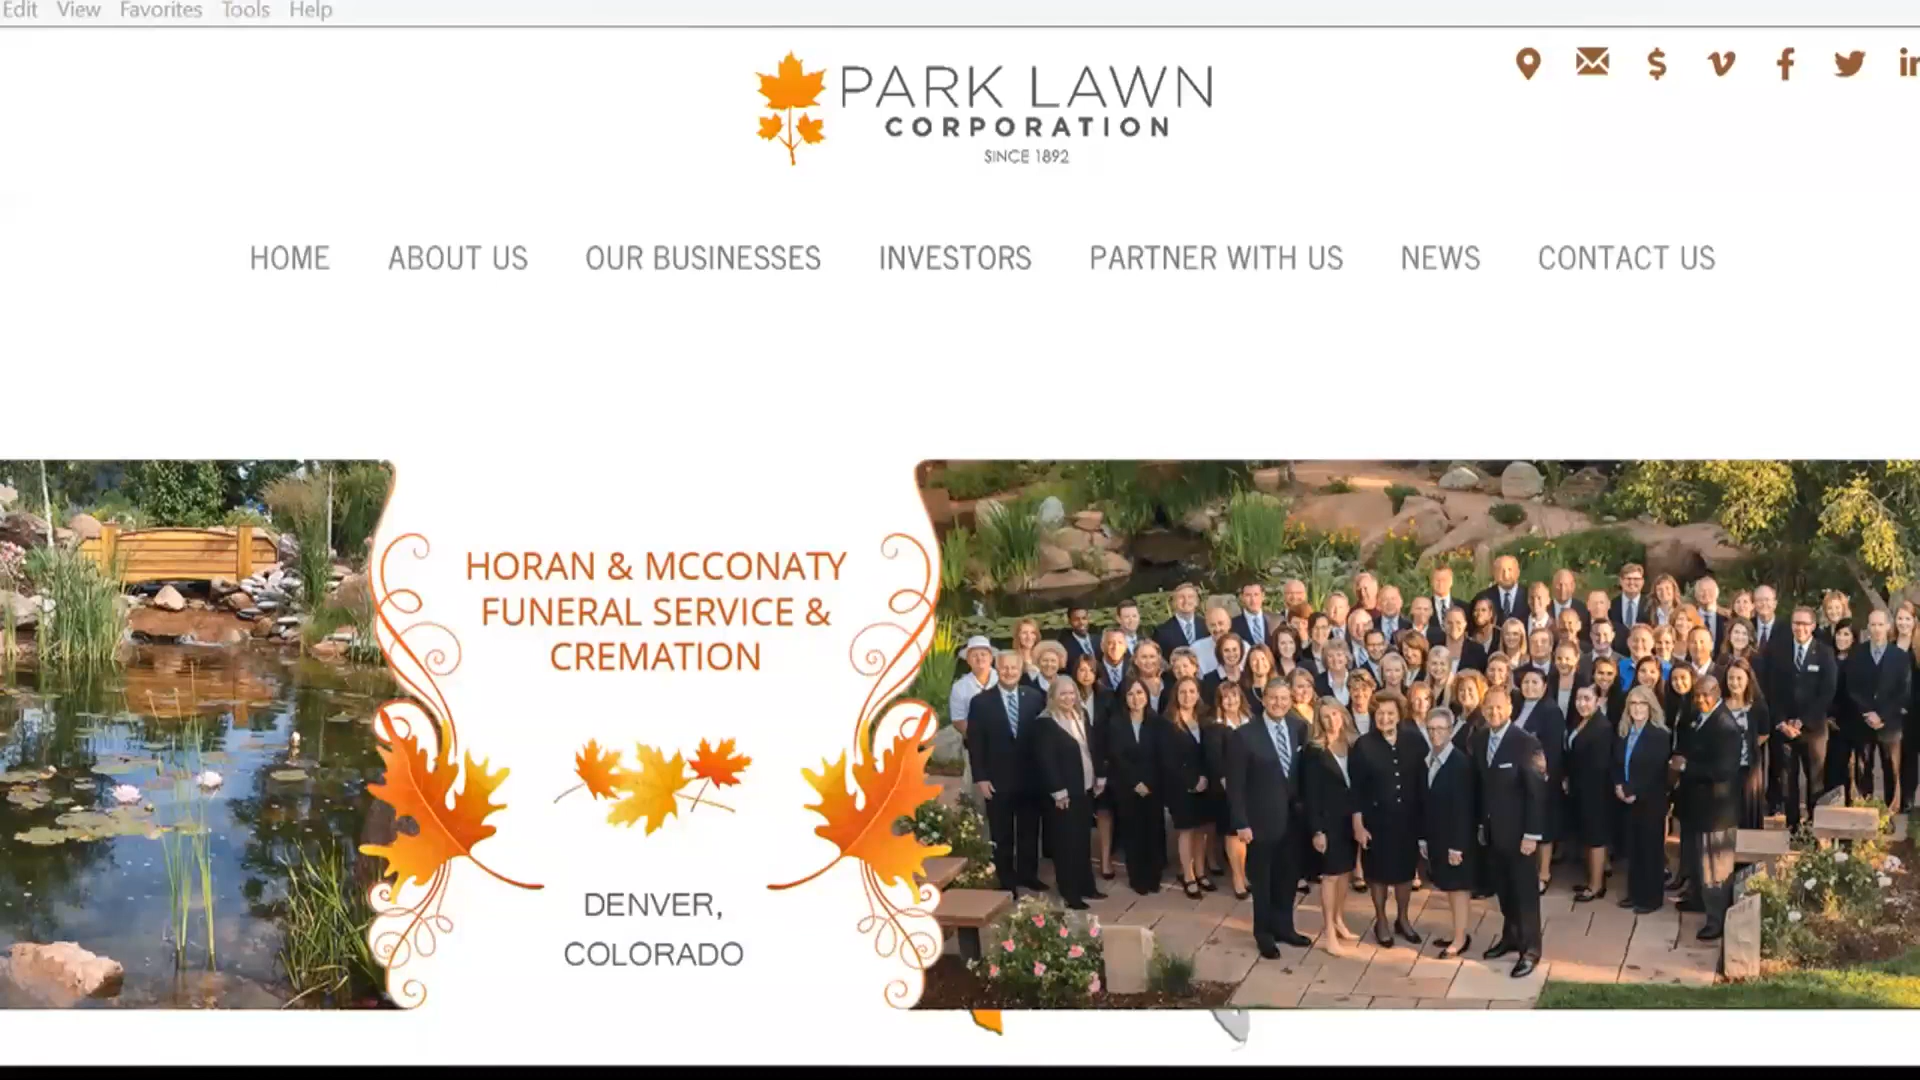 Edit View Favorites Tools Help
PARK LAWN
CORPORATION
SINCE 1892
HOME ABOUT US OUR BUSINESSES INVESTORS PARTNER WITH US NEWS CONTACT US
HORAN & MCCONATY
FUNERAL SERVICE &
CREMATION
DENVER,
COLORADO